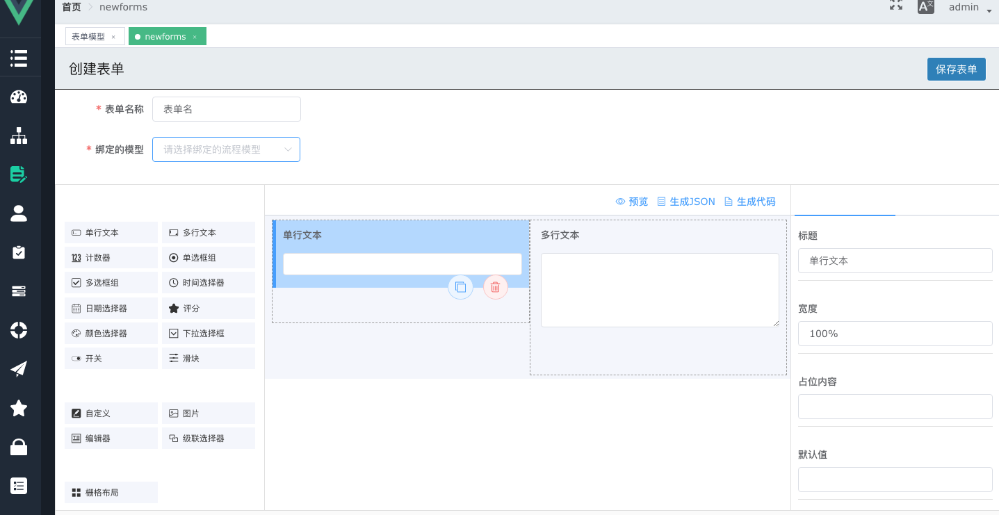 首页 newforms
admin
表单模型 ×
newforms ×
创建表单
保存表单
* 表单名称 表单名
* 绑定的模型 请选择绑定的流程模型
预览 生成JSON 生成代码
单行文本 多行文本
123 计数器 单选框组
多选框组 时间选择器
日期选择器 评分
颜色选择器 下拉选择框
开关 滑块
自定义 图片
编辑器 级联选择器
栅格布局
单行文本
多行文本
标题
单行文本
宽度
100%
占位内容
默认值